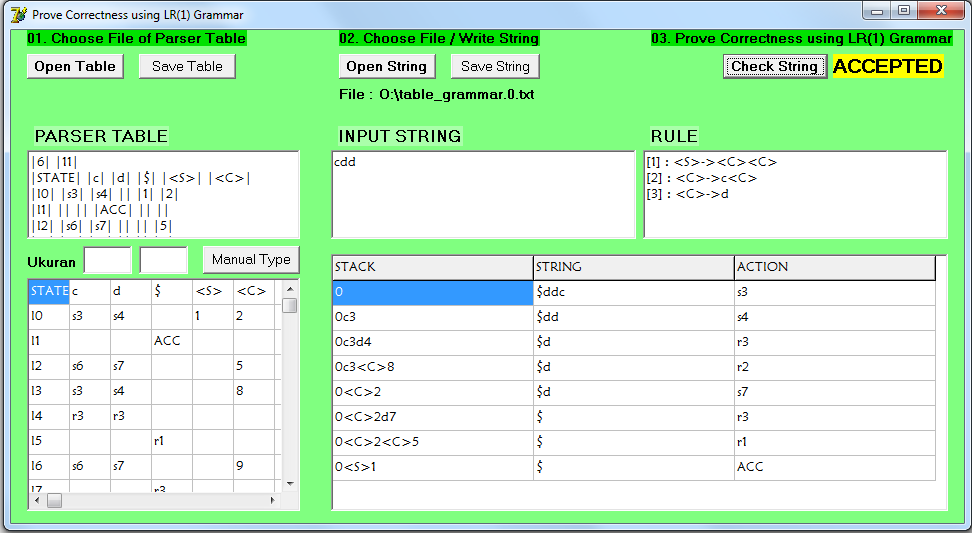 Prove Correctness using LR(1) Grammar
01. Choose File of Parser Table
02. Choose File / Write String
03. Prove Correctness using LR(1) Grammar
Open Table
Save Table
Open String
Save String
Check String
ACCEPTED
File : O:\table_grammar.0.txt
PARSER TABLE
INPUT STRING
RULE
|6| |11|
|STATE| |c| |d| |$| |<S>| |<C>|
|I0| |s3| |s4| || |1| |2|
|I1| || || |ACC| || ||
|I2| |s6| |s7| || || |5|
cdd
[1] : <S>-><C><C>
[2] : <C>->c<C>
[3] : <C>->d
Ukuran
Manual Type
STATE c d $ <S> <C>
I0 s3 s4 1 2
I1 ACC
I2 s6 s7 5
I3 s3 s4 8
I4 r3 r3
I5 r1
I6 s6 s7 9
I7 r3
STACK STRING ACTION
0 $ddc s3
0c3 $dd s4
0c3d4 $d r3
0c3<C>8 $d r2
0<C>2 $d s7
0<C>2d7 $ r3
0<C>2<C>5 $ r1
0<S>1 $ ACC